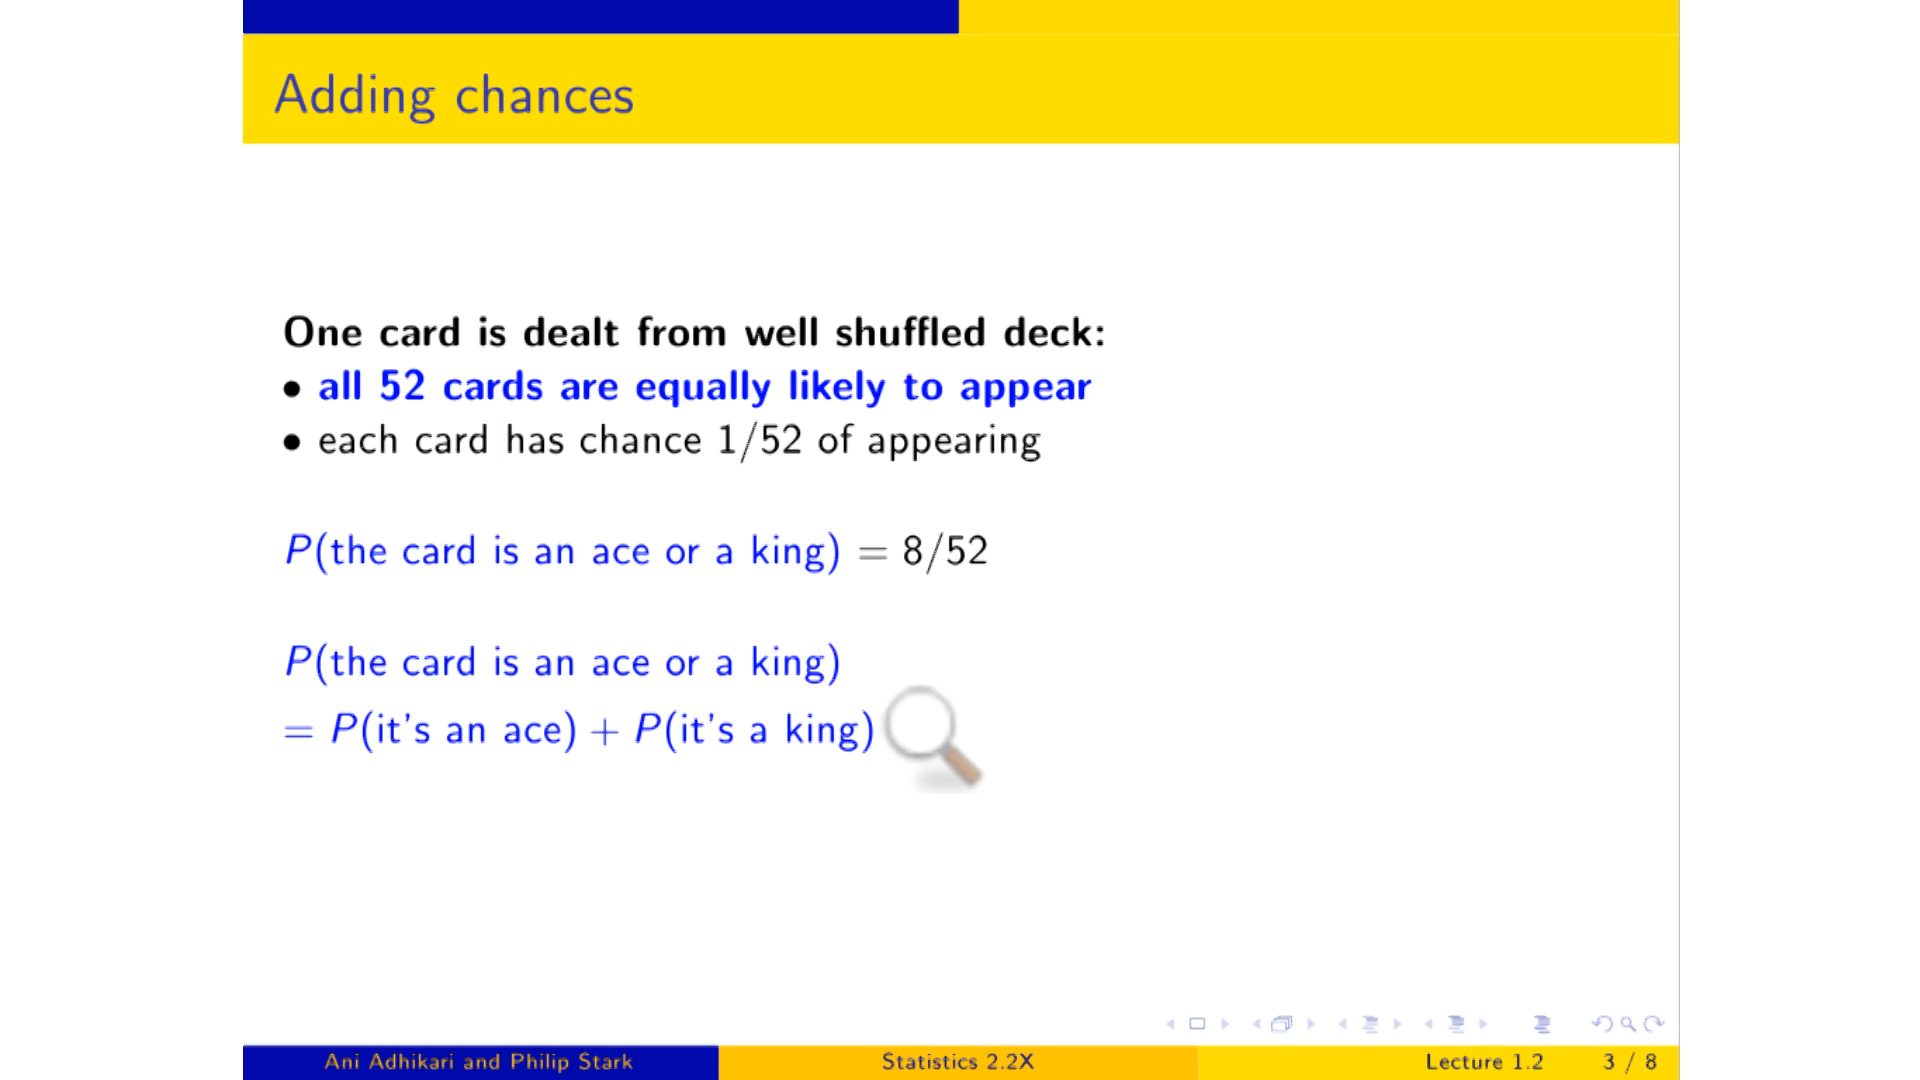 Adding chances
One card is dealt from well shuffled deck:
• all 52 cards are equally likely to appear
• each card has chance 1/52 of appearing
P(the card is an ace or a king) = 8/52
P(the card is an ace or a king)
= P(it's an ace) + P(it's a king)
Ani Adhikari and Philip Stark Statistics 2.2X Lecture 1.2 3 / 8